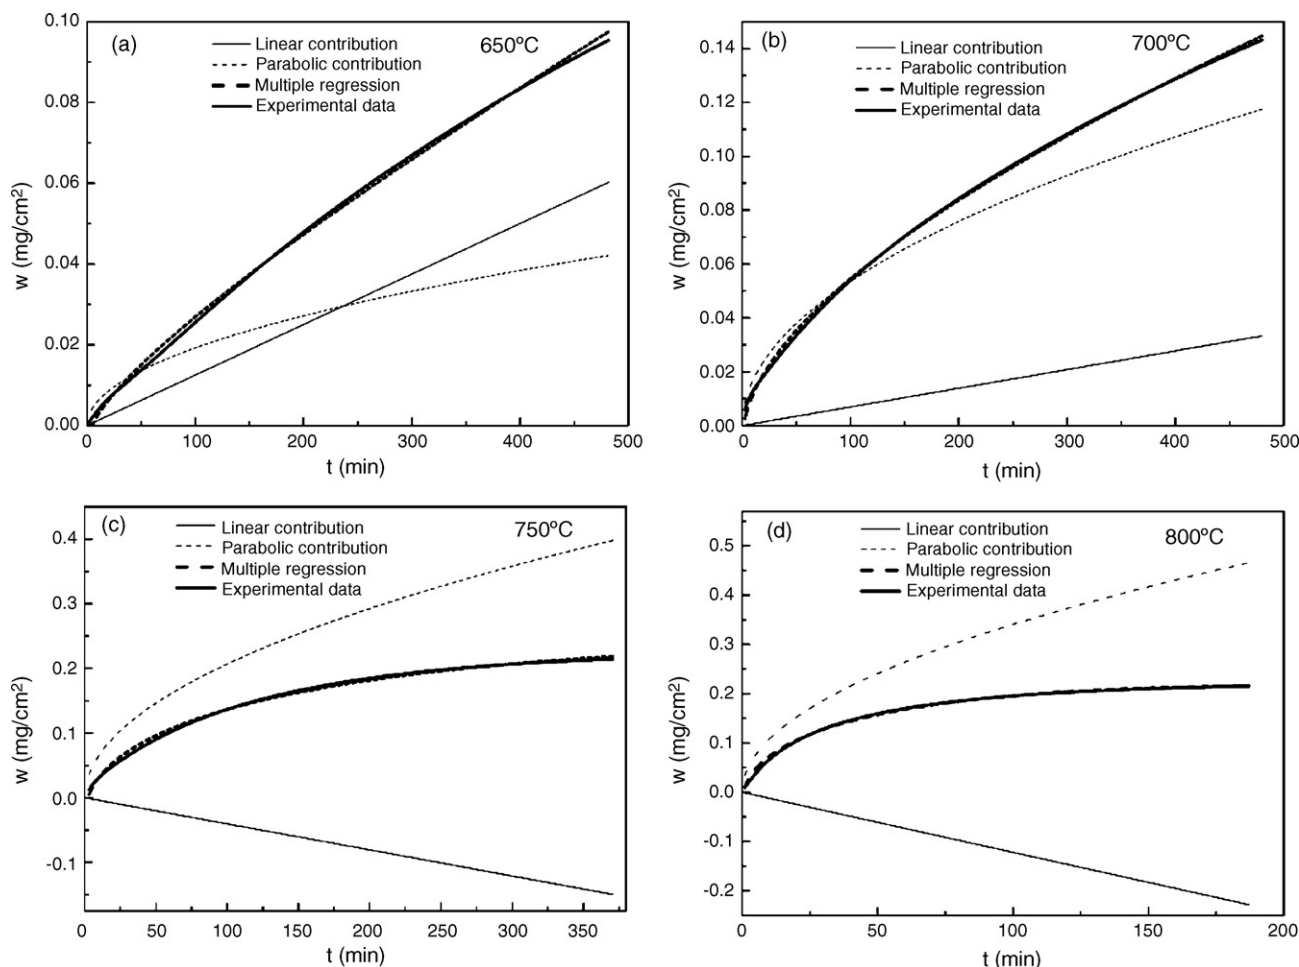 (a)
650ºC
Linear contribution
Parabolic contribution
Multiple regression
Experimental data
0.10
0.08
0.06
0.04
0.02
0.00
w (mg/cm²)
0 100 200 300 400 500
t (min)
(b)
700ºC
Linear contribution
Parabolic contribution
Multiple regression
Experimental data
0.14
0.12
0.10
0.08
0.06
0.04
0.02
0.00
w (mg/cm²)
0 100 200 300 400 500
t (min)
(c)
750ºC
Linear contribution
Parabolic contribution
Multiple regression
Experimental data
0.4
0.3
0.2
0.1
0.0
-0.1
w (mg/cm²)
0 50 100 150 200 250 300 350
t (min)
(d)
800ºC
Linear contribution
Parabolic contribution
Multiple regression
Experimental data
0.5
0.4
0.3
0.2
0.1
0.0
-0.1
-0.2
w (mg/cm²)
0 50 100 150 200
t (min)